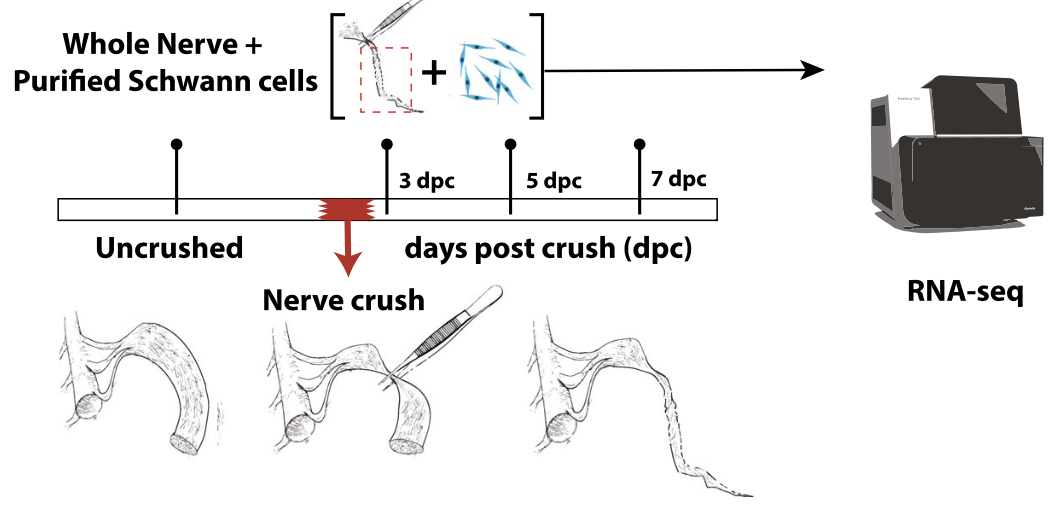 Whole Nerve +
Purified Schwann cells
+
3 dpc
5 dpc
7 dpc
Uncrushed
days post crush (dpc)
Nerve crush
RNA-seq